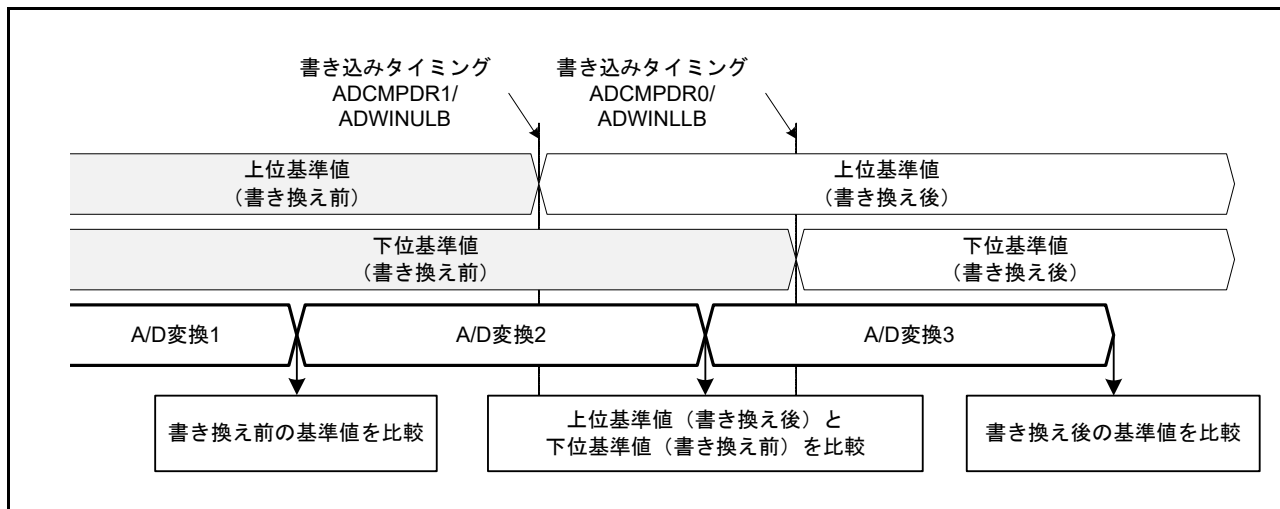 書き込みタイミング
ADCMPDR1/
ADWINULB
書き込みタイミング
ADCMPDR0/
ADWINLLB
上位基準値
（書き換え前）
上位基準値
（書き換え後）
下位基準値
（書き換え前）
下位基準値
（書き換え後）
A/D変換1
A/D変換2
A/D変換3
書き換え前の基準値を比較
上位基準値（書き換え後）と
下位基準値（書き換え前）を比較
書き換え後の基準値を比較